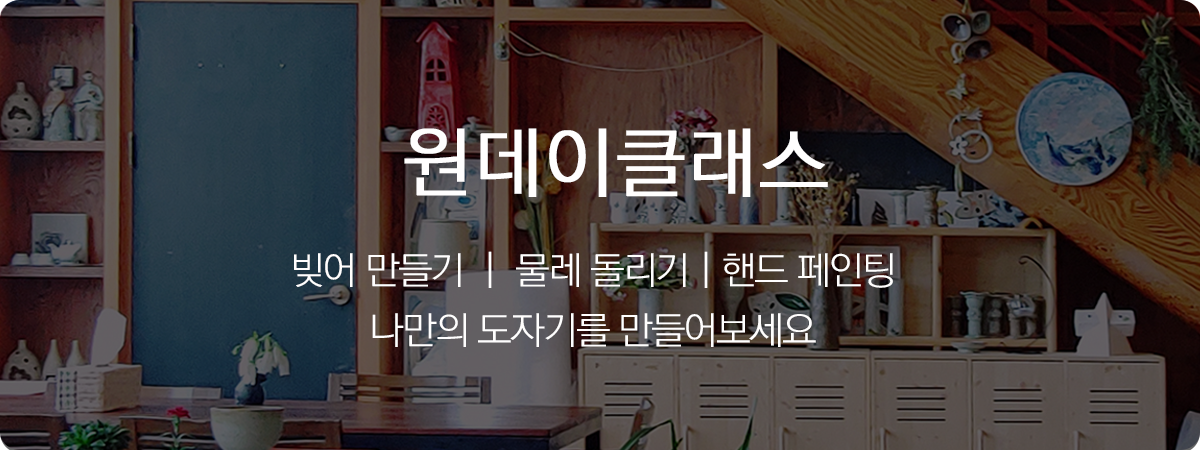 원데이클래스
빚어 만들기 | 물레 돌리기 | 핸드 페인팅
나만의 도자기를 만들어보세요